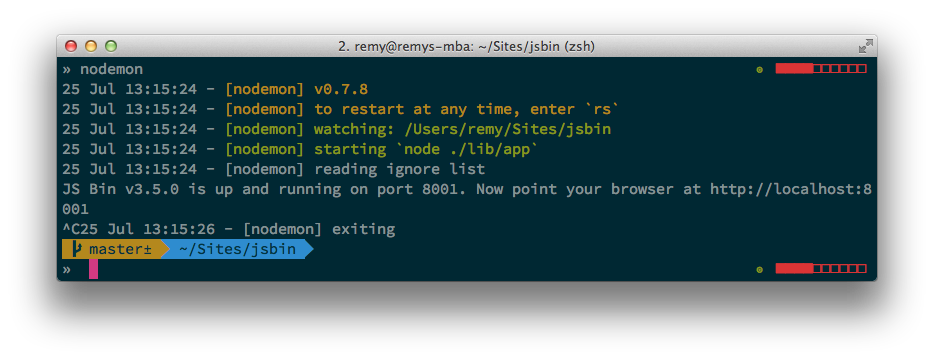 2. remy@remys-mba: ~/Sites/jsbin (zsh)
» nodemon
25 Jul 13:15:24 - [nodemon] v0.7.8
25 Jul 13:15:24 - [nodemon] to restart at any time, enter `rs`
25 Jul 13:15:24 - [nodemon] watching: /Users/remy/Sites/jsbin
25 Jul 13:15:24 - [nodemon] starting `node ./lib/app`
25 Jul 13:15:24 - [nodemon] reading ignore list
JS Bin v3.5.0 is up and running on port 8001. Now point your browser at http://localhost:8
001
^C25 Jul 13:15:26 - [nodemon] exiting
master± ~/Sites/jsbin
»